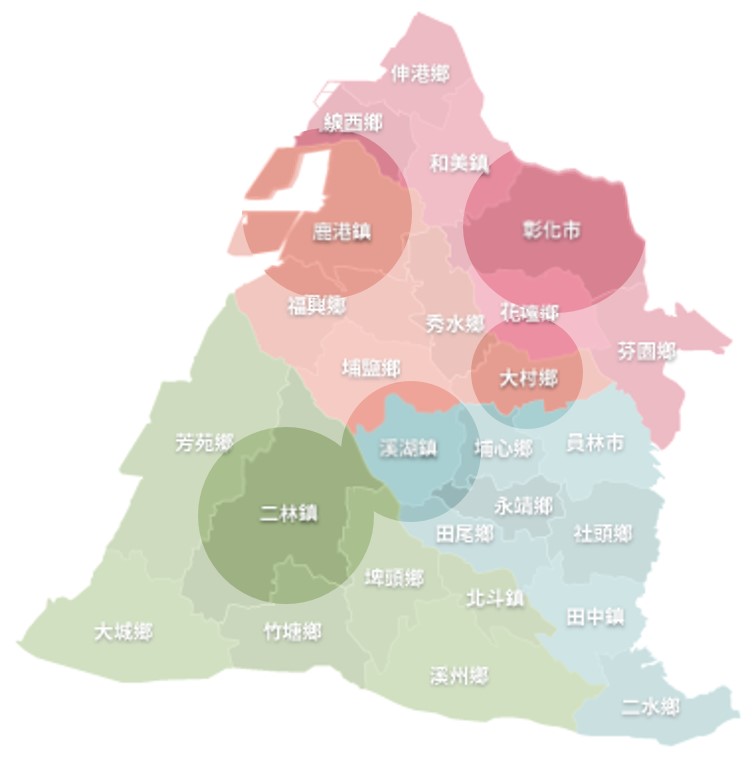 伸港鄉
線西鄉
和美鎮
鹿港鎮
彰化市
福興鄉
花壇鄉
秀水鄉
芬園鄉
埔鹽鄉
大村鄉
芳苑鄉
溪湖鎮
埔心鄉
員林市
二林鎮
永靖鄉
田尾鄉
社頭鄉
埤頭鄉
北斗鎮
田中鎮
大城鄉
竹塘鄉
溪州鄉
二水鄉